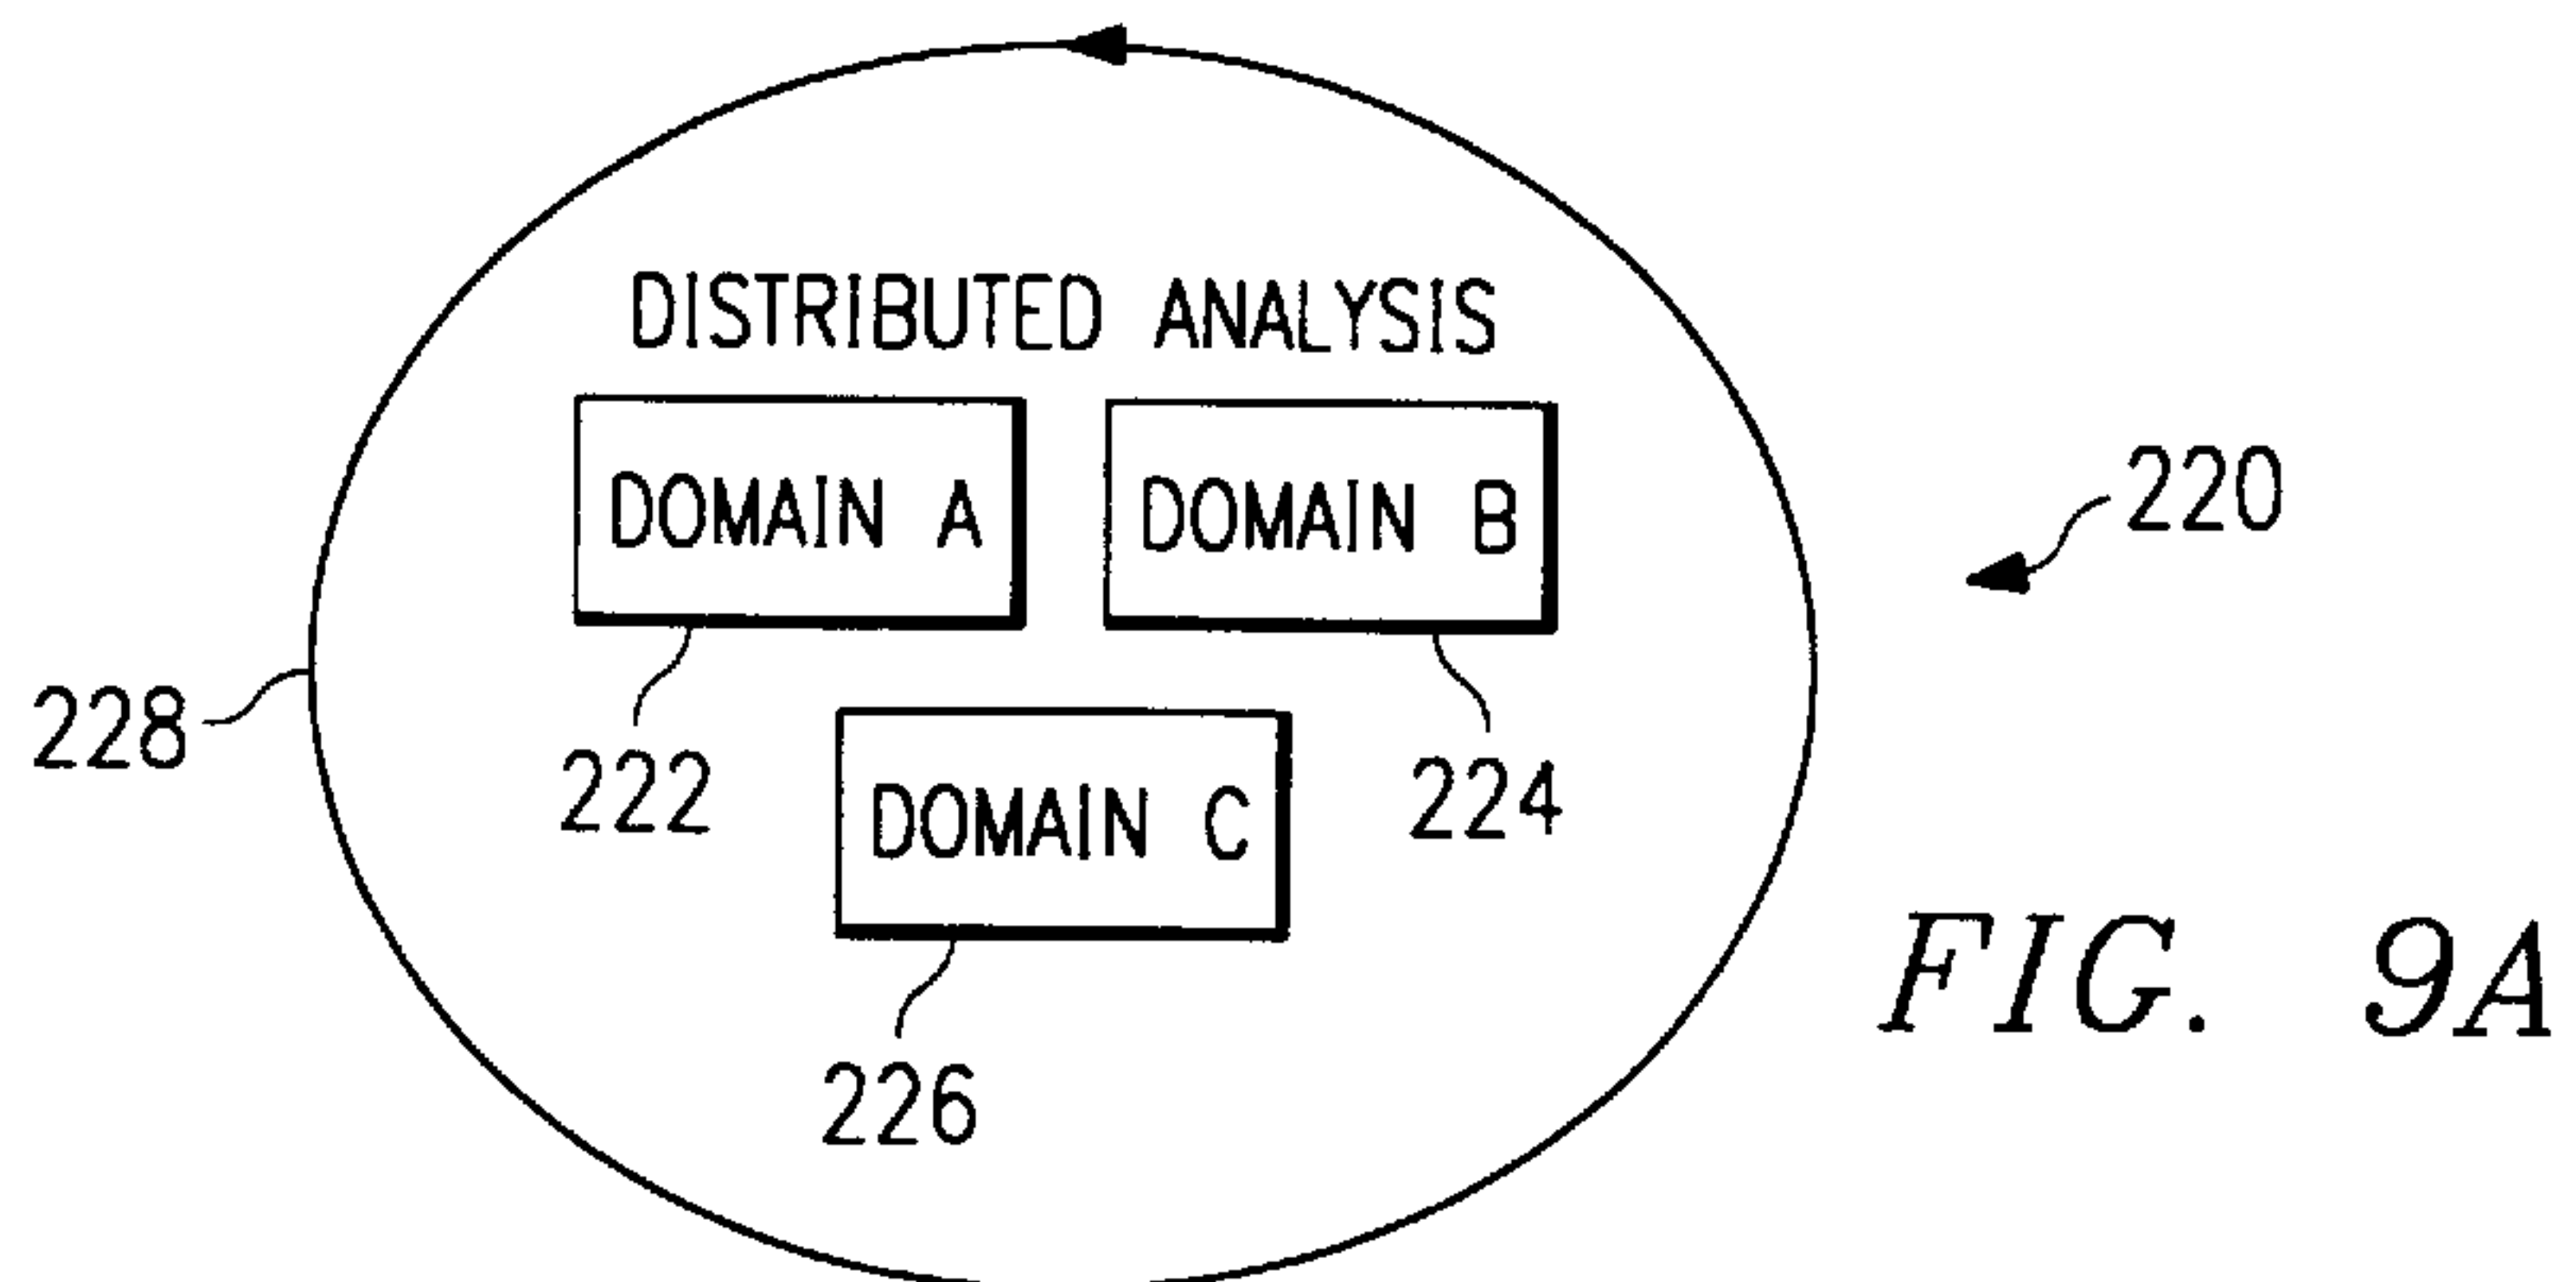 DISTRIBUTED ANALYSIS
DOMAIN A DOMAIN B
220
228
222
224
DOMAIN C
226
FIG. 9A